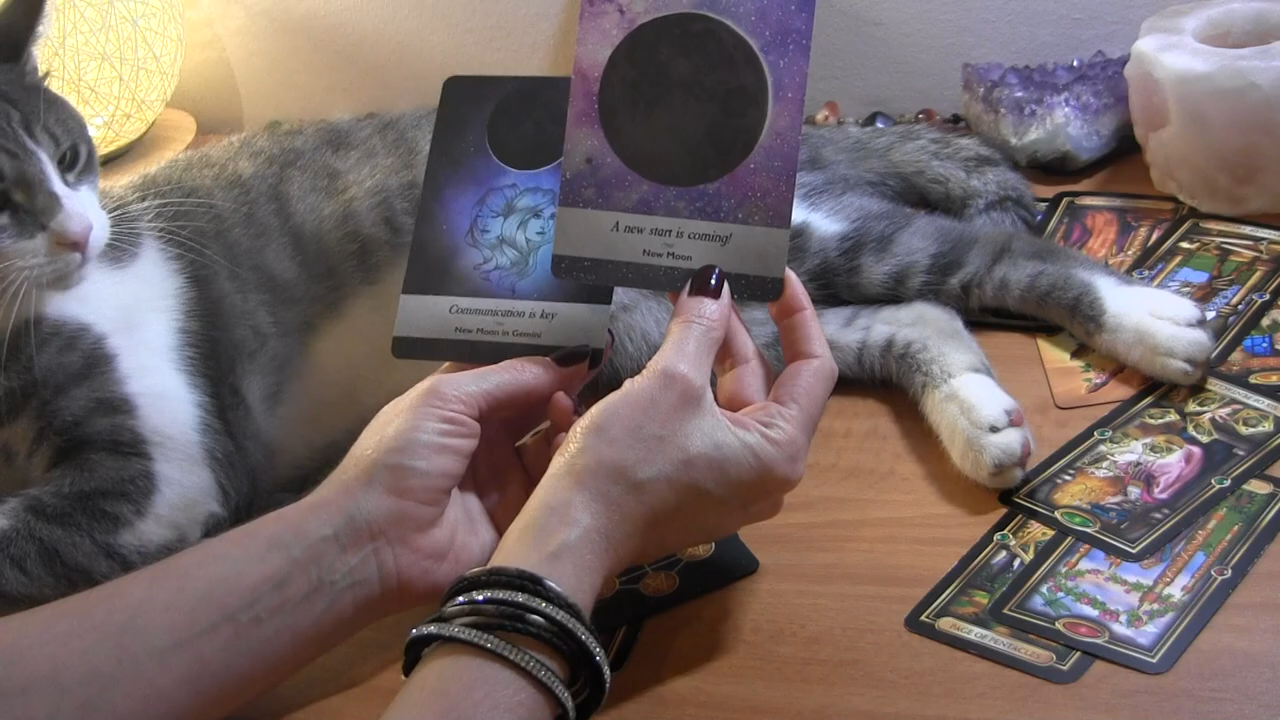 A new start is coming!
New Moon
Communication is key
New Moon in Gemini
PAGE OF PENTACLES